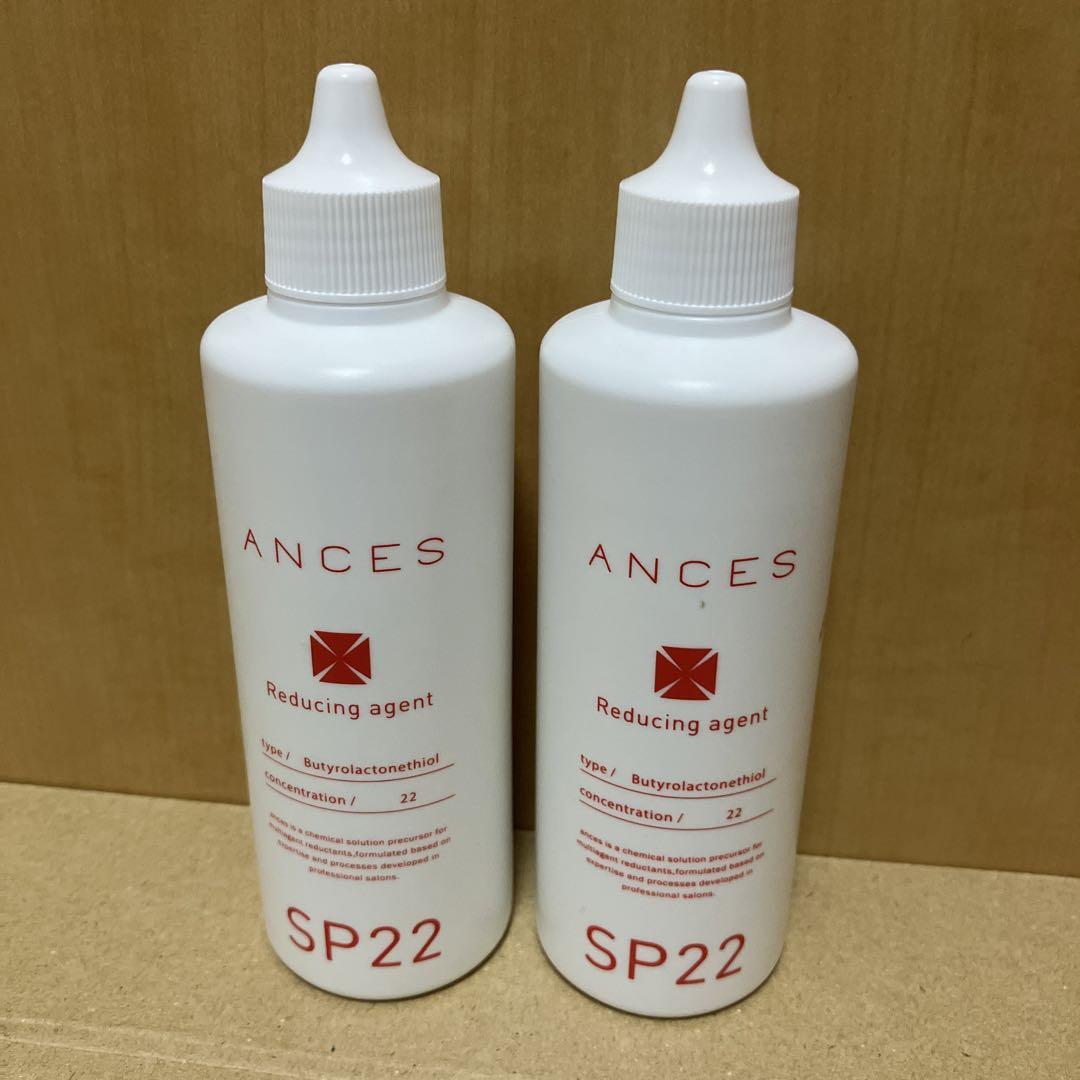 ANCES
Reducing agent
type / Butyrolactonethiol
concentration / 22
ances is a chemical solution precursor for
multiagent reductants,formulated based on
expertise and processes developed in
professional salons.
SP22
ANCES
Reducing agent
type / Butyrolactonethiol
concentration / 22
ances is a chemical solution precursor for
multiagent reductants,formulated based on
expertise and processes developed in
professional salons.
SP22